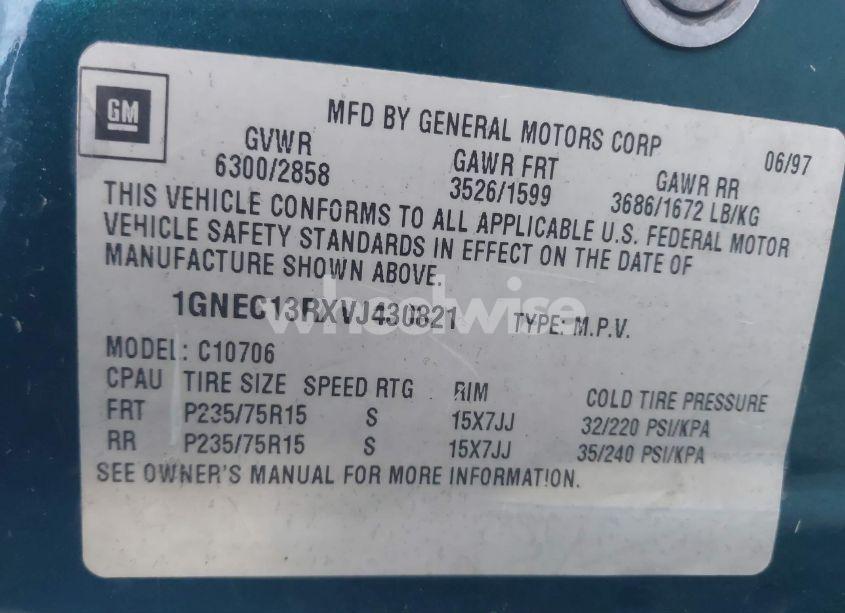 GM
MFD BY GENERAL MOTORS CORP 06/97
GVWR GAWR FRT GAWR RR
6300/2858 3526/1599 3686/1672 LB/KG
THIS VEHICLE CONFORMS TO ALL APPLICABLE U.S. FEDERAL MOTOR
VEHICLE SAFETY STANDARDS IN EFFECT ON THE DATE OF
MANUFACTURE SHOWN ABOVE.
1GNEC13RXVJ430821 TYPE: M.P.V.
wheelwise
MODEL: C10706
CPAU TIRE SIZE SPEED RTG RIM COLD TIRE PRESSURE
FRT P235/75R15 S 15X7JJ 32/220 PSI/KPA
RR P235/75R15 S 15X7JJ 35/240 PSI/KPA
SEE OWNER'S MANUAL FOR MORE INFORMATION.